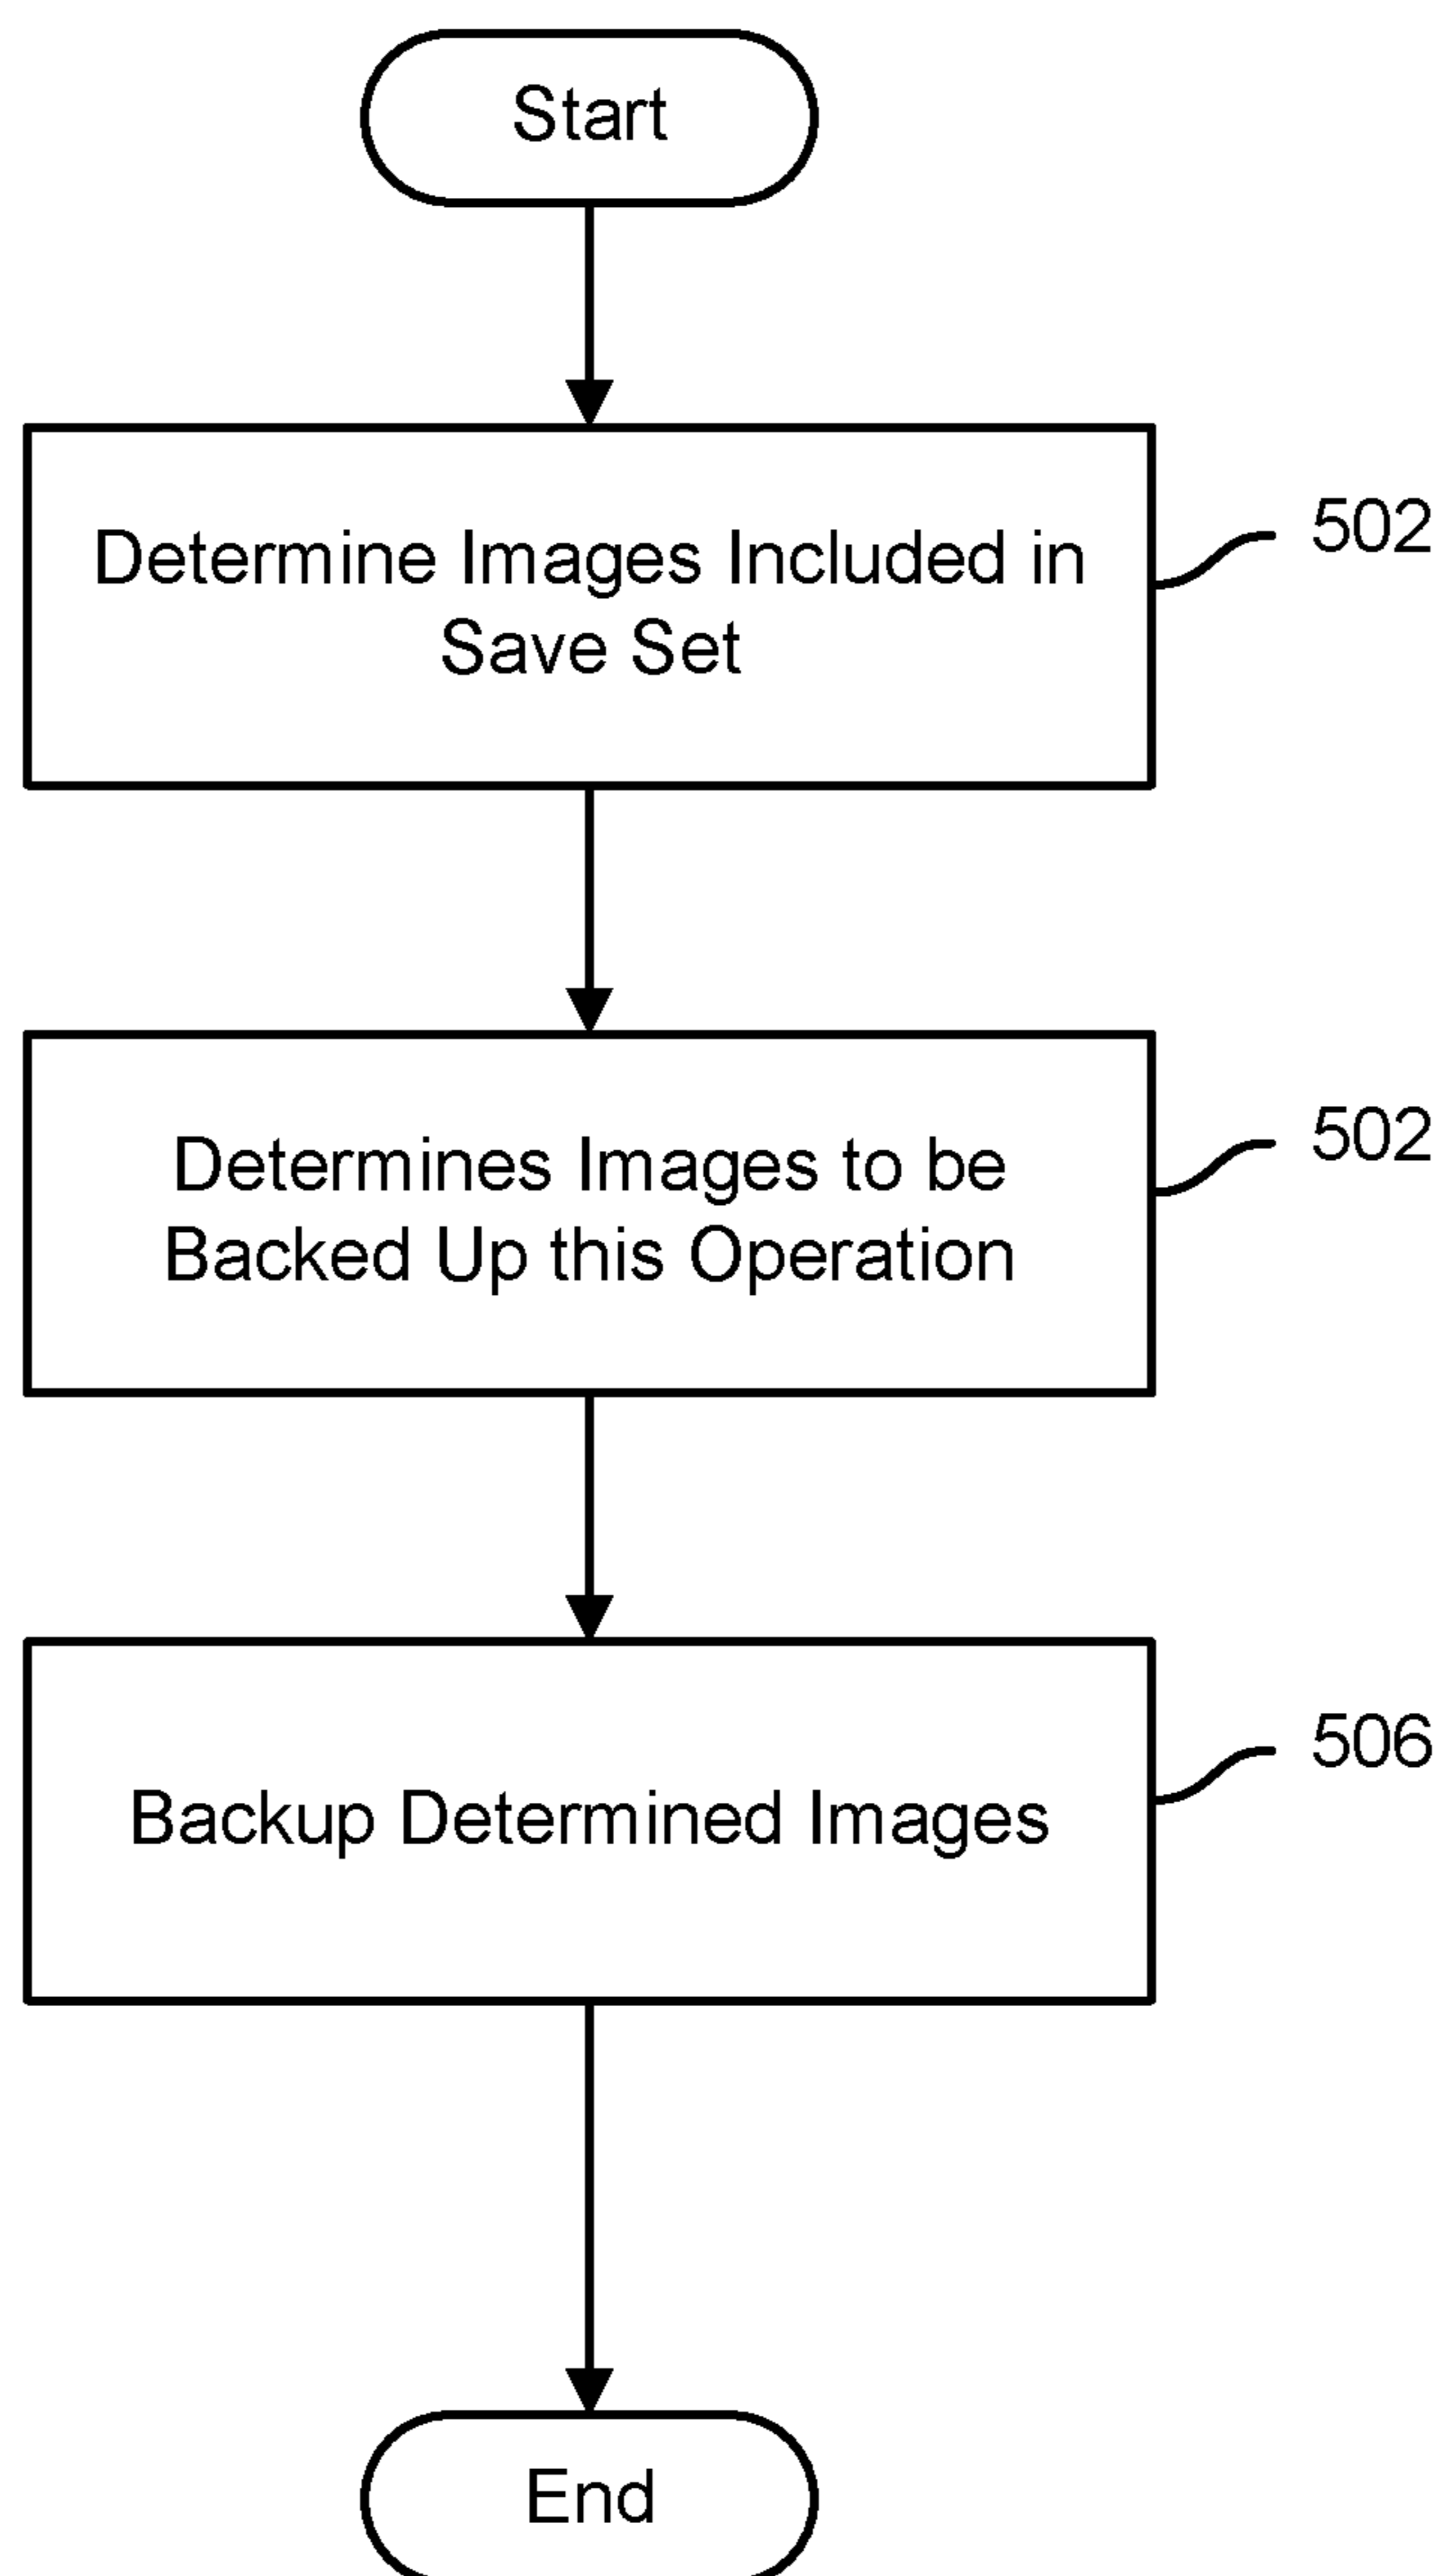 Start
Determine Images Included in
Save Set
502
Determines Images to be
Backed Up this Operation
502
Backup Determined Images
506
End